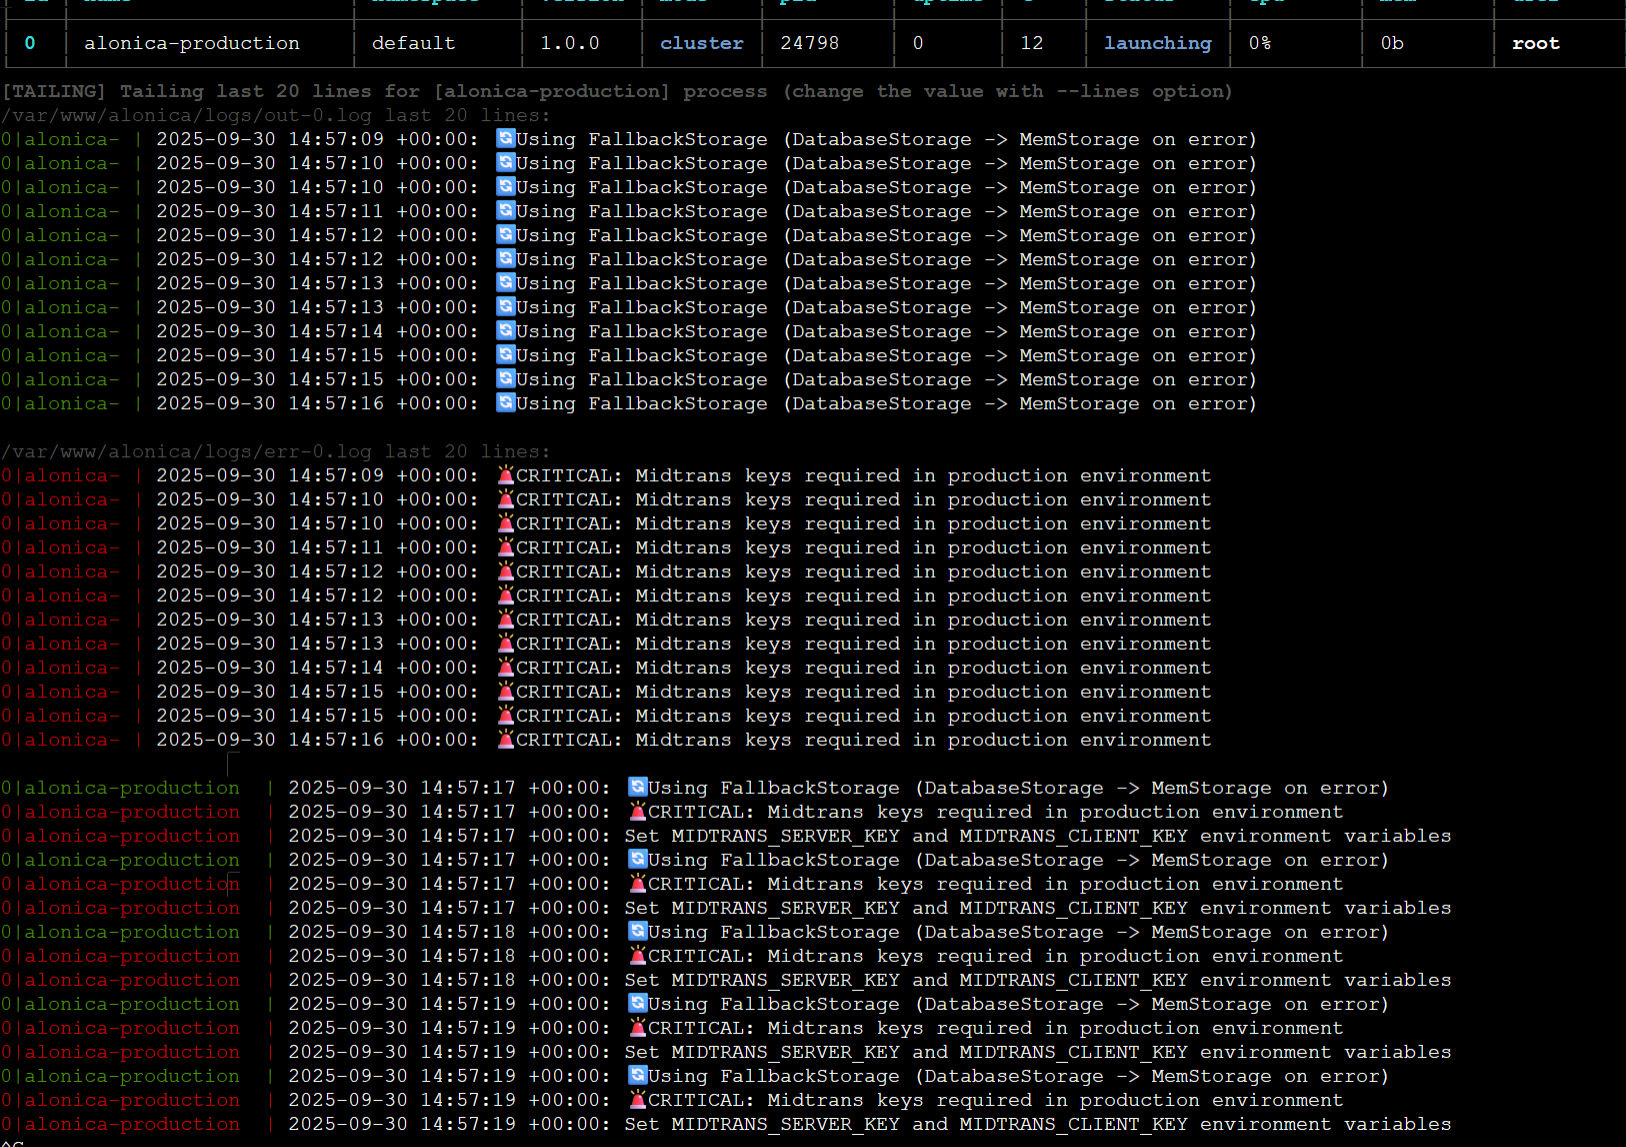 0 | alonica-production | default | 1.0.0 | cluster | 24798 | 0 | 12 | launching | 0% | 0b | root
[TAILING] Tailing last 20 lines for [alonica-production] process (change the value with --lines option)
/var/www/alonica/logs/out-0.log last 20 lines:
0|alonica- | 2025-09-30 14:57:09 +00:00: 🔄Using FallbackStorage (DatabaseStorage -> MemStorage on error)
0|alonica- | 2025-09-30 14:57:10 +00:00: 🔄Using FallbackStorage (DatabaseStorage -> MemStorage on error)
0|alonica- | 2025-09-30 14:57:10 +00:00: 🔄Using FallbackStorage (DatabaseStorage -> MemStorage on error)
0|alonica- | 2025-09-30 14:57:11 +00:00: 🔄Using FallbackStorage (DatabaseStorage -> MemStorage on error)
0|alonica- | 2025-09-30 14:57:12 +00:00: 🔄Using FallbackStorage (DatabaseStorage -> MemStorage on error)
0|alonica- | 2025-09-30 14:57:12 +00:00: 🔄Using FallbackStorage (DatabaseStorage -> MemStorage on error)
0|alonica- | 2025-09-30 14:57:13 +00:00: 🔄Using FallbackStorage (DatabaseStorage -> MemStorage on error)
0|alonica- | 2025-09-30 14:57:13 +00:00: 🔄Using FallbackStorage (DatabaseStorage -> MemStorage on error)
0|alonica- | 2025-09-30 14:57:14 +00:00: 🔄Using FallbackStorage (DatabaseStorage -> MemStorage on error)
0|alonica- | 2025-09-30 14:57:15 +00:00: 🔄Using FallbackStorage (DatabaseStorage -> MemStorage on error)
0|alonica- | 2025-09-30 14:57:15 +00:00: 🔄Using FallbackStorage (DatabaseStorage -> MemStorage on error)
0|alonica- | 2025-09-30 14:57:16 +00:00: 🔄Using FallbackStorage (DatabaseStorage -> MemStorage on error)
/var/www/alonica/logs/err-0.log last 20 lines:
0|alonica- | 2025-09-30 14:57:09 +00:00: 🚨CRITICAL: Midtrans keys required in production environment
0|alonica- | 2025-09-30 14:57:10 +00:00: 🚨CRITICAL: Midtrans keys required in production environment
0|alonica- | 2025-09-30 14:57:10 +00:00: 🚨CRITICAL: Midtrans keys required in production environment
0|alonica- | 2025-09-30 14:57:11 +00:00: 🚨CRITICAL: Midtrans keys required in production environment
0|alonica- | 2025-09-30 14:57:12 +00:00: 🚨CRITICAL: Midtrans keys required in production environment
0|alonica- | 2025-09-30 14:57:12 +00:00: 🚨CRITICAL: Midtrans keys required in production environment
0|alonica- | 2025-09-30 14:57:13 +00:00: 🚨CRITICAL: Midtrans keys required in production environment
0|alonica- | 2025-09-30 14:57:13 +00:00: 🚨CRITICAL: Midtrans keys required in production environment
0|alonica- | 2025-09-30 14:57:14 +00:00: 🚨CRITICAL: Midtrans keys required in production environment
0|alonica- | 2025-09-30 14:57:15 +00:00: 🚨CRITICAL: Midtrans keys required in production environment
0|alonica- | 2025-09-30 14:57:15 +00:00: 🚨CRITICAL: Midtrans keys required in production environment
0|alonica- | 2025-09-30 14:57:16 +00:00: 🚨CRITICAL: Midtrans keys required in production environment
0|alonica-production | 2025-09-30 14:57:17 +00:00: 🔄Using FallbackStorage (DatabaseStorage -> MemStorage on error)
0|alonica-production | 2025-09-30 14:57:17 +00:00: 🚨CRITICAL: Midtrans keys required in production environment
0|alonica-production | 2025-09-30 14:57:17 +00:00: Set MIDTRANS_SERVER_KEY and MIDTRANS_CLIENT_KEY environment variables
0|alonica-production | 2025-09-30 14:57:17 +00:00: 🔄Using FallbackStorage (DatabaseStorage -> MemStorage on error)
0|alonica-production | 2025-09-30 14:57:17 +00:00: 🚨CRITICAL: Midtrans keys required in production environment
0|alonica-production | 2025-09-30 14:57:17 +00:00: Set MIDTRANS_SERVER_KEY and MIDTRANS_CLIENT_KEY environment variables
0|alonica-production | 2025-09-30 14:57:18 +00:00: 🔄Using FallbackStorage (DatabaseStorage -> MemStorage on error)
0|alonica-production | 2025-09-30 14:57:18 +00:00: 🚨CRITICAL: Midtrans keys required in production environment
0|alonica-production | 2025-09-30 14:57:18 +00:00: Set MIDTRANS_SERVER_KEY and MIDTRANS_CLIENT_KEY environment variables
0|alonica-production | 2025-09-30 14:57:19 +00:00: 🔄Using FallbackStorage (DatabaseStorage -> MemStorage on error)
0|alonica-production | 2025-09-30 14:57:19 +00:00: 🚨CRITICAL: Midtrans keys required in production environment
0|alonica-production | 2025-09-30 14:57:19 +00:00: Set MIDTRANS_SERVER_KEY and MIDTRANS_CLIENT_KEY environment variables
0|alonica-production | 2025-09-30 14:57:19 +00:00: 🔄Using FallbackStorage (DatabaseStorage -> MemStorage on error)
0|alonica-production | 2025-09-30 14:57:19 +00:00: 🚨CRITICAL: Midtrans keys required in production environment
0|alonica-production | 2025-09-30 14:57:19 +00:00: Set MIDTRANS_SERVER_KEY and MIDTRANS_CLIENT_KEY environment variables